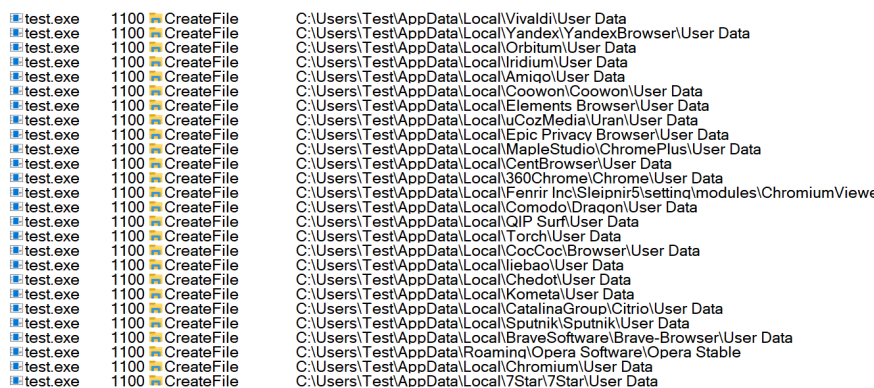 test.exe 1100 CreateFile C:\Users\Test\AppData\Local\Vivaldi\User Data
test.exe 1100 CreateFile C:\Users\Test\AppData\Local\Yandex\YandexBrowser\User Data
test.exe 1100 CreateFile C:\Users\Test\AppData\Local\Orbitum\User Data
test.exe 1100 CreateFile C:\Users\Test\AppData\Local\Iridium\User Data
test.exe 1100 CreateFile C:\Users\Test\AppData\Local\Amigo\User Data
test.exe 1100 CreateFile C:\Users\Test\AppData\Local\Coowon\Coowon\User Data
test.exe 1100 CreateFile C:\Users\Test\AppData\Local\Elements Browser\User Data
test.exe 1100 CreateFile C:\Users\Test\AppData\Local\uCozMedia\Uran\User Data
test.exe 1100 CreateFile C:\Users\Test\AppData\Local\Epic Privacy Browser\User Data
test.exe 1100 CreateFile C:\Users\Test\AppData\Local\MapleStudio\ChromePlus\User Data
test.exe 1100 CreateFile C:\Users\Test\AppData\Local\CentBrowser\User Data
test.exe 1100 CreateFile C:\Users\Test\AppData\Local\360Chrome\Chrome\User Data
test.exe 1100 CreateFile C:\Users\Test\AppData\Local\Fenrir Inc\Sleipnir5\setting\modules\ChromiumViewe
test.exe 1100 CreateFile C:\Users\Test\AppData\Local\Comodo\Dragon\User Data
test.exe 1100 CreateFile C:\Users\Test\AppData\Local\QIP Surf\User Data
test.exe 1100 CreateFile C:\Users\Test\AppData\Local\Torch\User Data
test.exe 1100 CreateFile C:\Users\Test\AppData\Local\CocCoc\Browser\User Data
test.exe 1100 CreateFile C:\Users\Test\AppData\Local\liebao\User Data
test.exe 1100 CreateFile C:\Users\Test\AppData\Local\Chedot\User Data
test.exe 1100 CreateFile C:\Users\Test\AppData\Local\Kometa\User Data
test.exe 1100 CreateFile C:\Users\Test\AppData\Local\CatalinaGroup\Citrio\User Data
test.exe 1100 CreateFile C:\Users\Test\AppData\Local\Sputnik\Sputnik\User Data
test.exe 1100 CreateFile C:\Users\Test\AppData\Local\BraveSoftware\Brave-Browser\User Data
test.exe 1100 CreateFile C:\Users\Test\AppData\Roaming\Opera Software\Opera Stable
test.exe 1100 CreateFile C:\Users\Test\AppData\Local\Chromium\User Data
test.exe 1100 CreateFile C:\Users\Test\AppData\Local\7Star\7Star\User Data